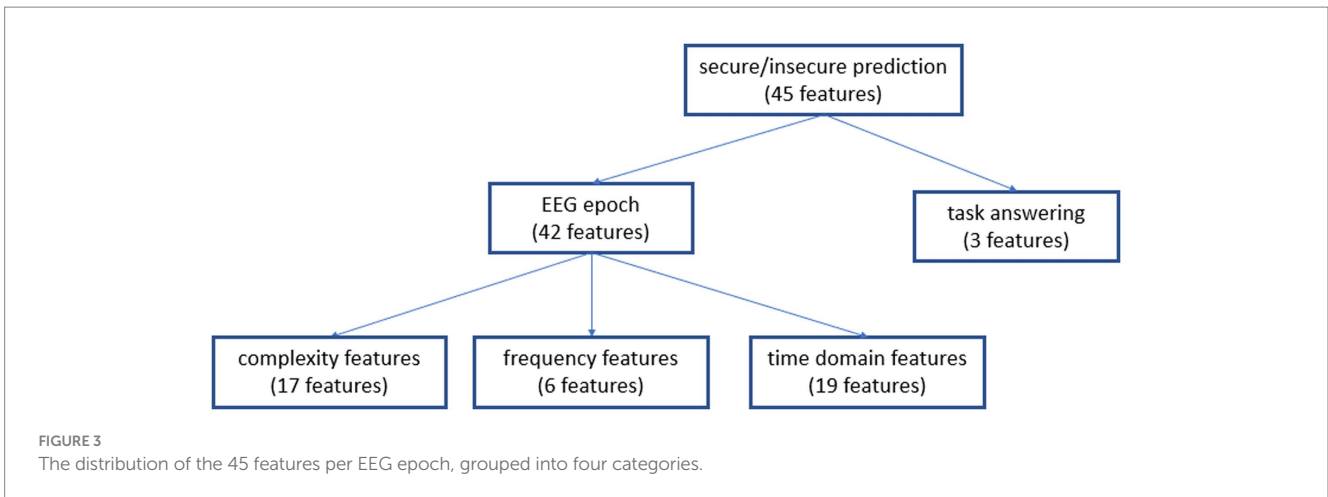 secure/insecure prediction
(45 features)
EEG epoch
(42 features)
task answering
(3 features)
complexity features
(17 features)
frequency features
(6 features)
time domain features
(19 features)
FIGURE 3
The distribution of the 45 features per EEG epoch, grouped into four categories.